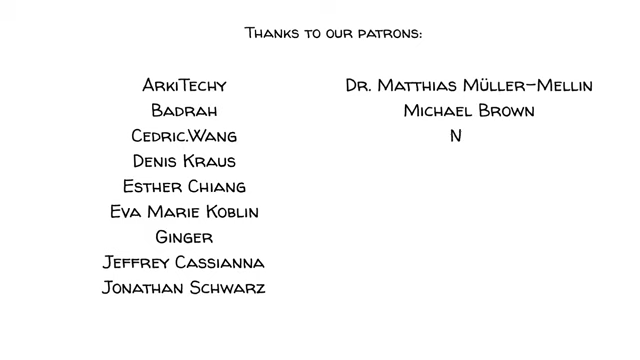 Thanks to our patrons:
ArkiTechy
Badrah
Cedric.Wang
Denis Kraus
Esther Chiang
Eva Marie Koblin
Ginger
Jeffrey Cassianna
Jonathan Schwarz
Dr. Matthias Müller-Mellin
Michael Brown
N